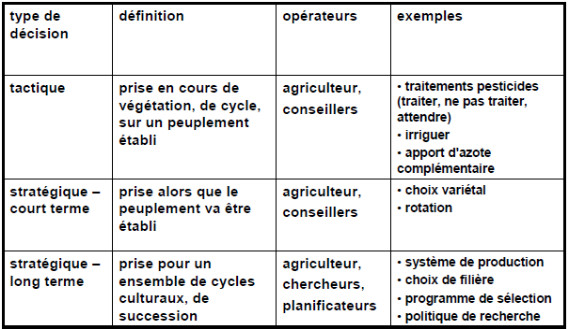 type de
décision
définition
opérateurs
exemples
tactique
prise en cours de
végétation, de cycle,
sur un peuplement
établi
agriculteur,
conseillers
• traitements pesticides
(traiter, ne pas traiter,
attendre)
• irriguer
• apport d'azote
complémentaire
stratégique –
court terme
prise alors que le
peuplement va être
établi
agriculteur,
conseillers
• choix variétal
• rotation
stratégique –
long terme
prise pour un
ensemble de cycles
culturaux, de
succession
agriculteur,
chercheurs,
planificateurs
• système de production
• choix de filière
• programme de sélection
• politique de recherche